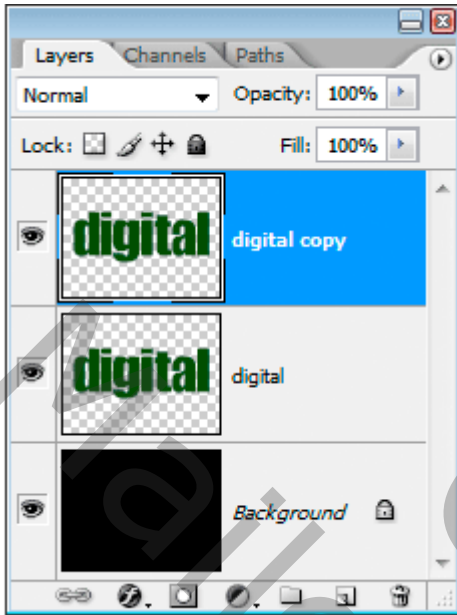 Layers Channels Paths
Normal Opacity: 100%
Lock: Fill: 100%
digital digital copy
digital digital
Background